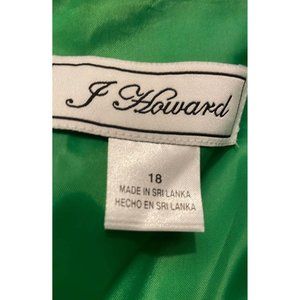 J Howard
18
MADE IN SRI LANKA
HECHO EN SRI LANKA